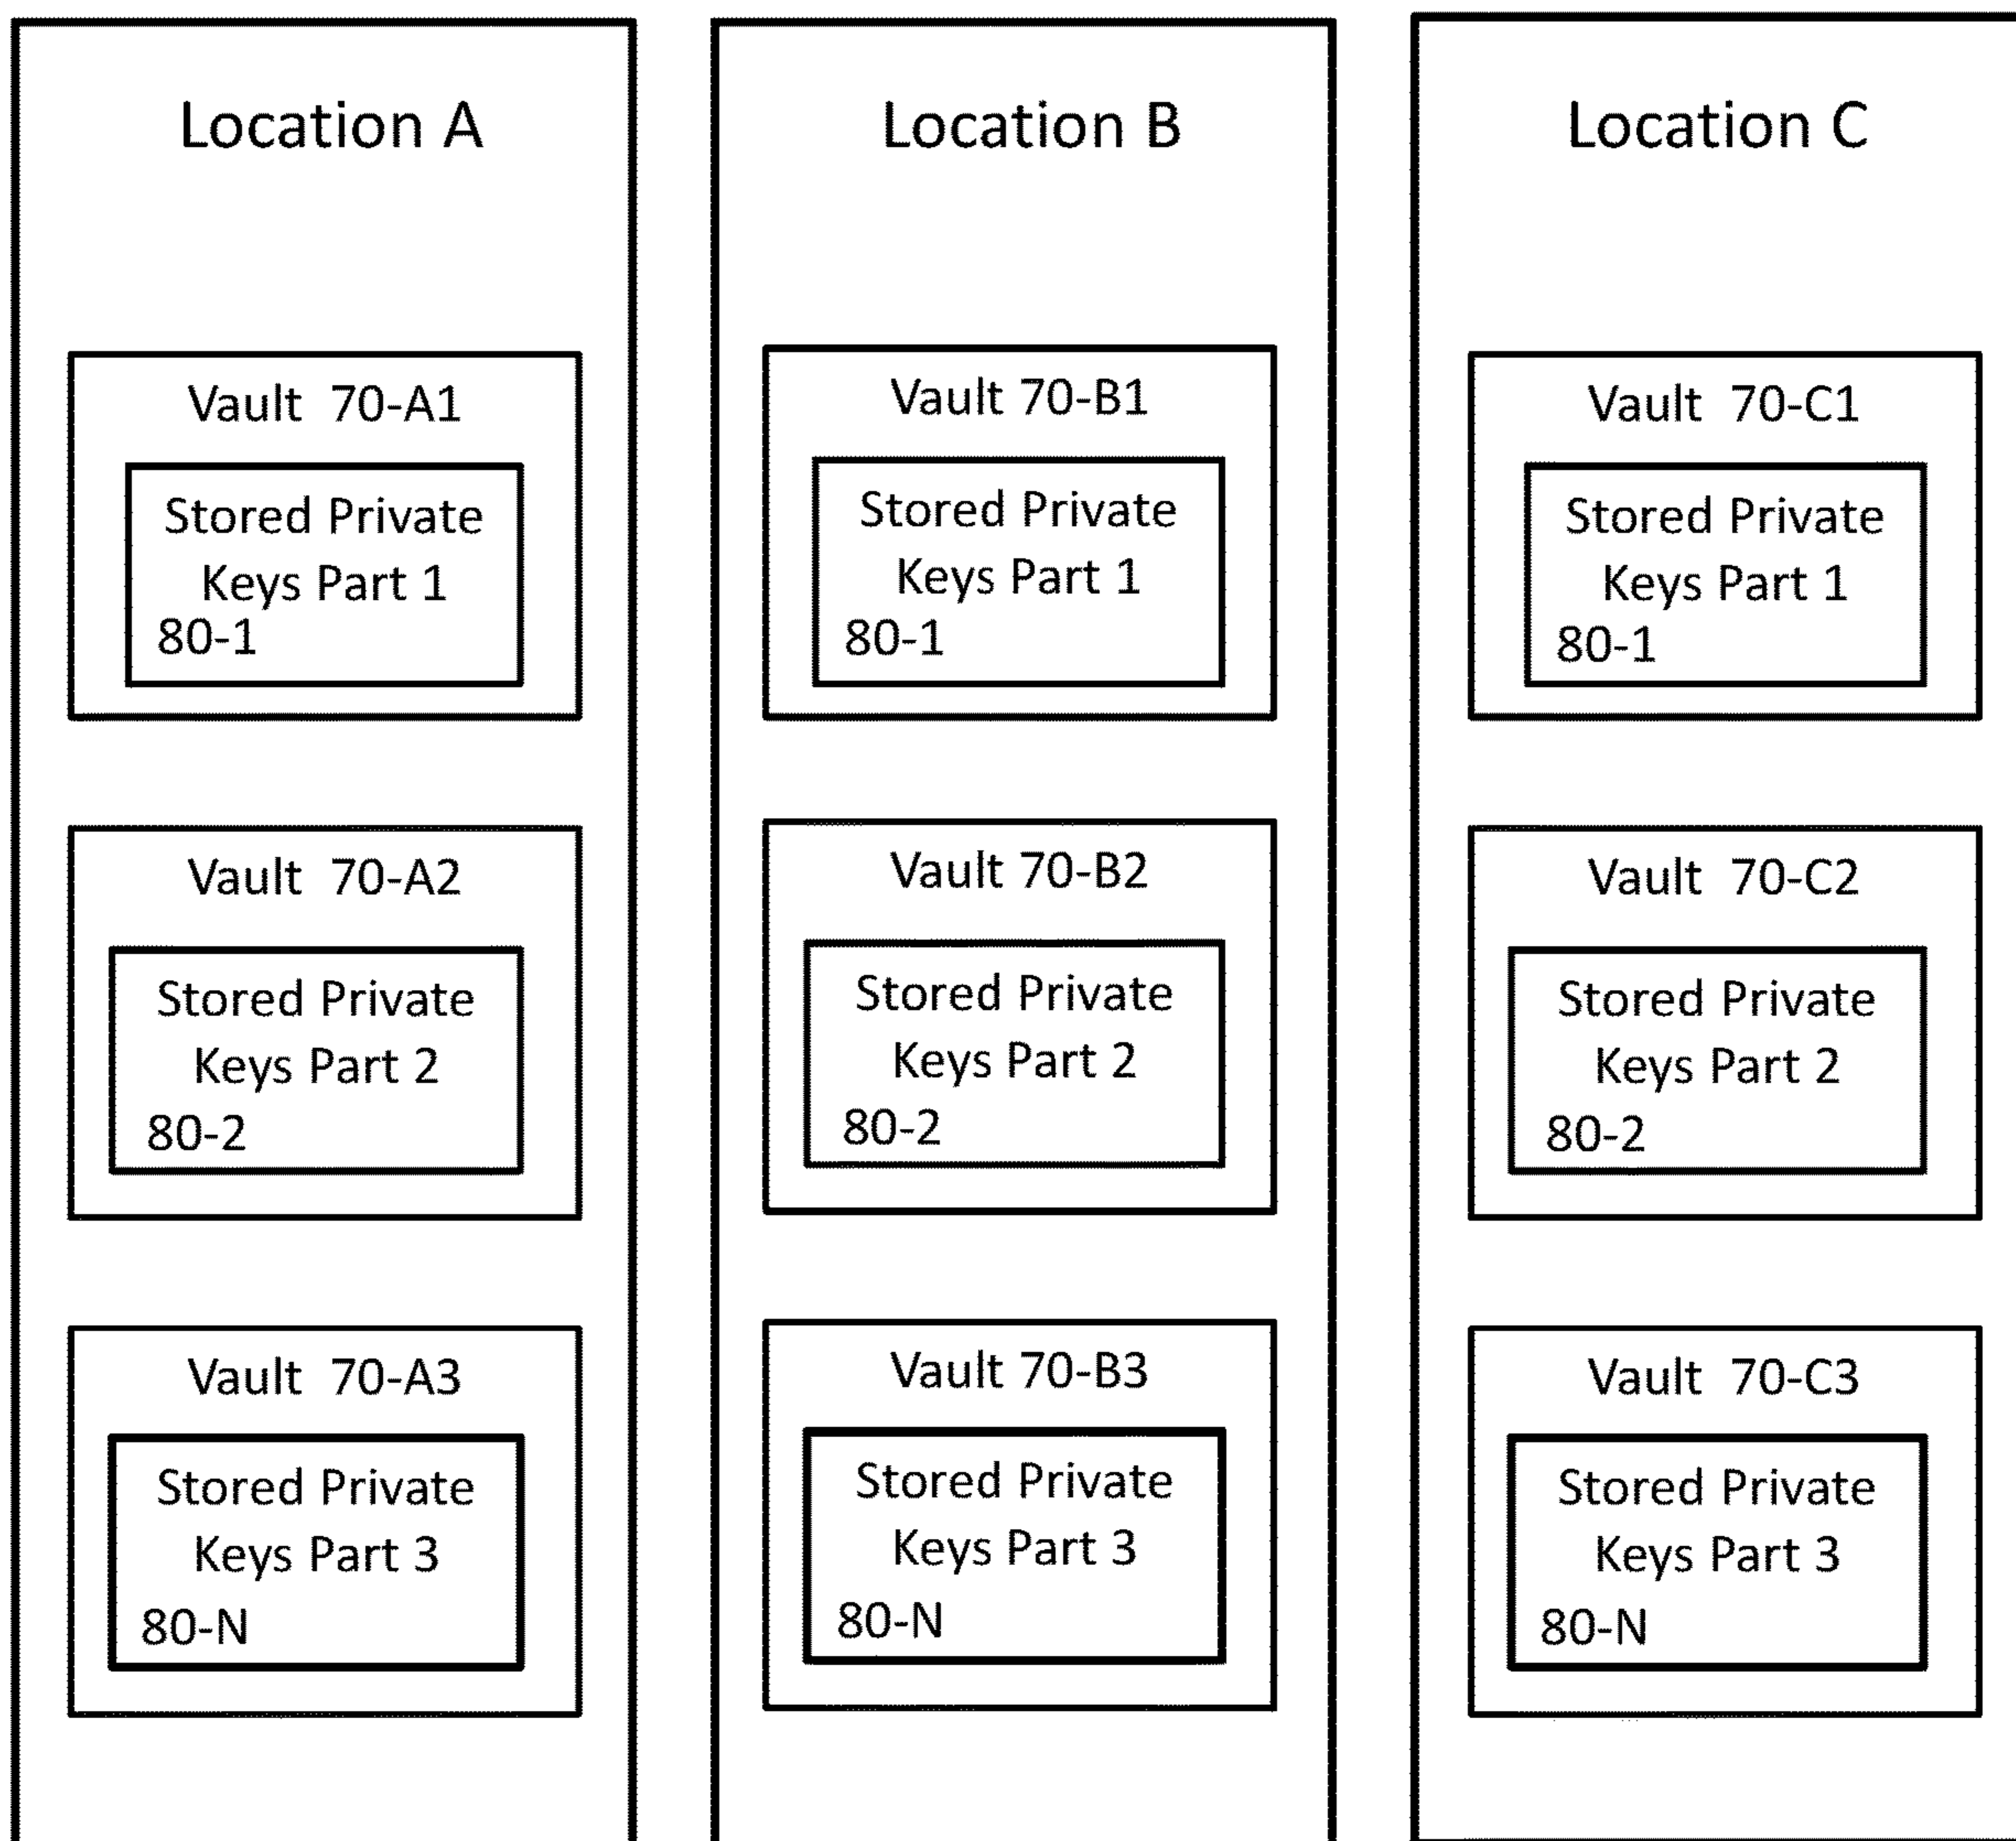 Location A
Vault 70-A1
Stored Private
Keys Part 1
80-1
Vault 70-A2
Stored Private
Keys Part 2
80-2
Vault 70-A3
Stored Private
Keys Part 3
80-N
Location B
Vault 70-B1
Stored Private
Keys Part 1
80-1
Vault 70-B2
Stored Private
Keys Part 2
80-2
Vault 70-B3
Stored Private
Keys Part 3
80-N
Location C
Vault 70-C1
Stored Private
Keys Part 1
80-1
Vault 70-C2
Stored Private
Keys Part 2
80-2
Vault 70-C3
Stored Private
Keys Part 3
80-N